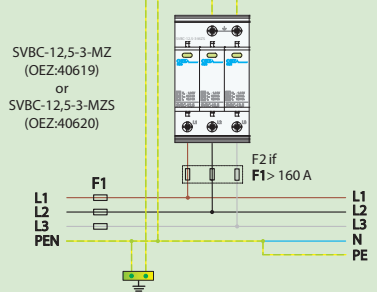 SVBC-12,5-3-MZ
(OEZ:40619)
or
SVBC-12,5-3-MZS
(OEZ:40620)
F2 if
F1> 160 A
F1
L1
L2
L3
PEN
L1
L2
L3
N
PE